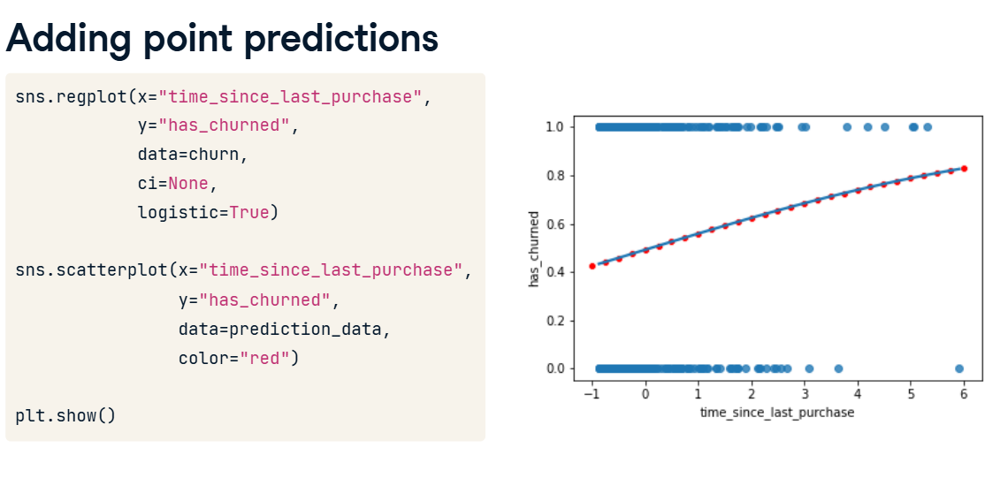 Adding point predictions
sns.regplot(x="time_since_last_purchase",
y="has_churned",
data=churn,
ci=None,
logistic=True)
sns.scatterplot(x="time_since_last_purchase",
y="has_churned",
data=prediction_data,
color="red")
plt.show()
1.0
0.8
0.6
0.4
0.2
0.0
has_churned
−1 0 1 2 3 4 5 6
time_since_last_purchase